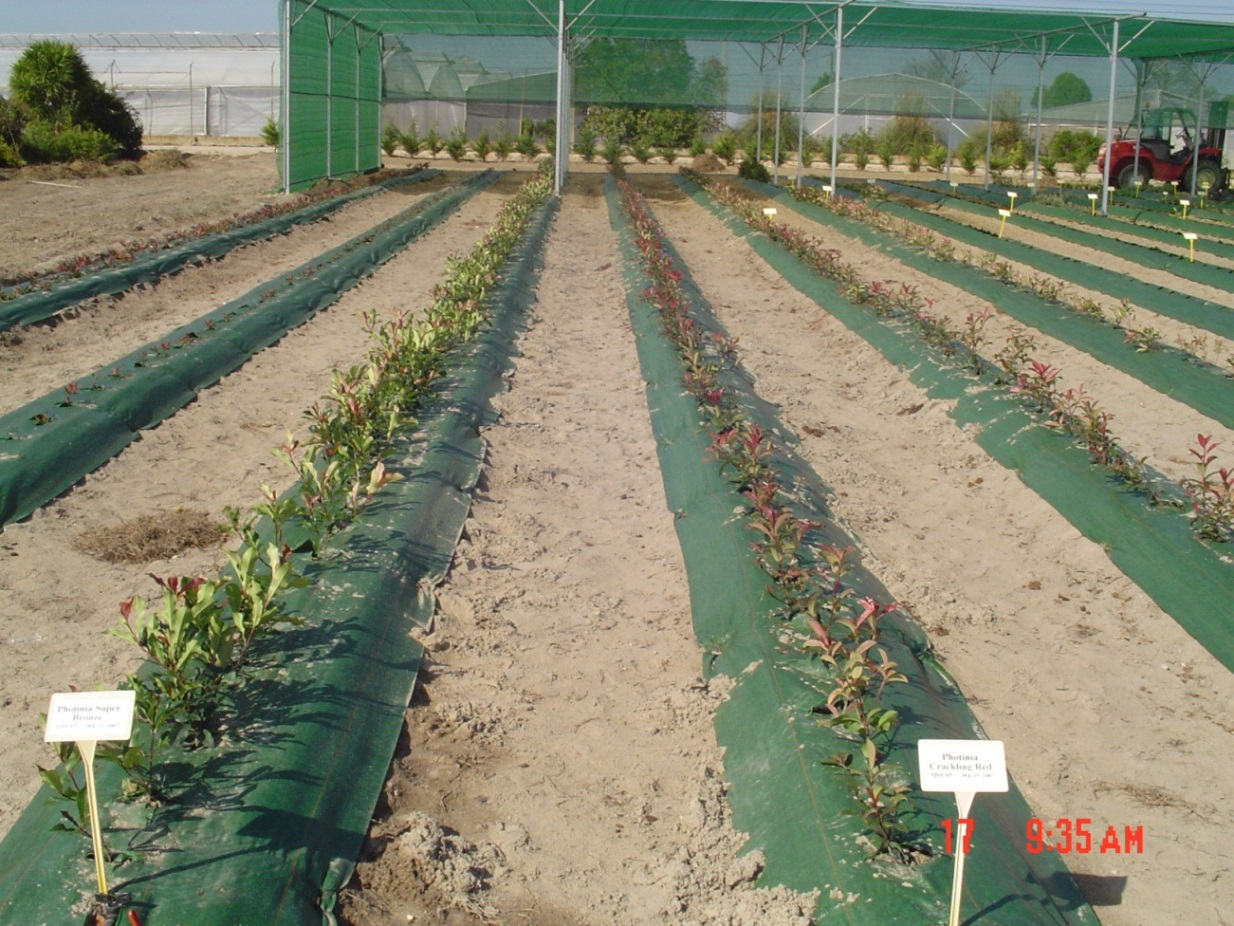 Photinia Super
Bronze
Photinia
Crackling Red
17 9:35 AM